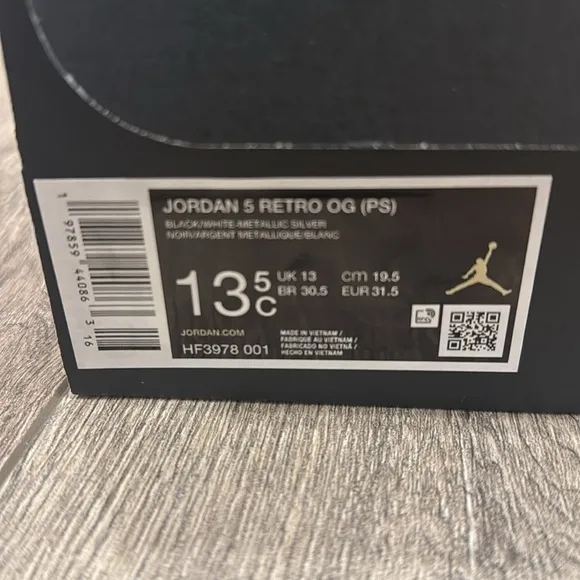 JORDAN 5 RETRO OG (PS)
BLACK/WHITE-METALLIC SILVER
NOIR/ARGENT METALLIQUE/BLANC
13.5C
UK 13 cm 19.5
BR 30.5 EUR 31.5
JORDAN.COM
HF3978 001
MADE IN VIETNAM /
FABRIQUÉ AU VIETNAM /
FABRICADO NO VIETNÃ /
HECHO EN VIETNAM
1 97859 44086 3 16